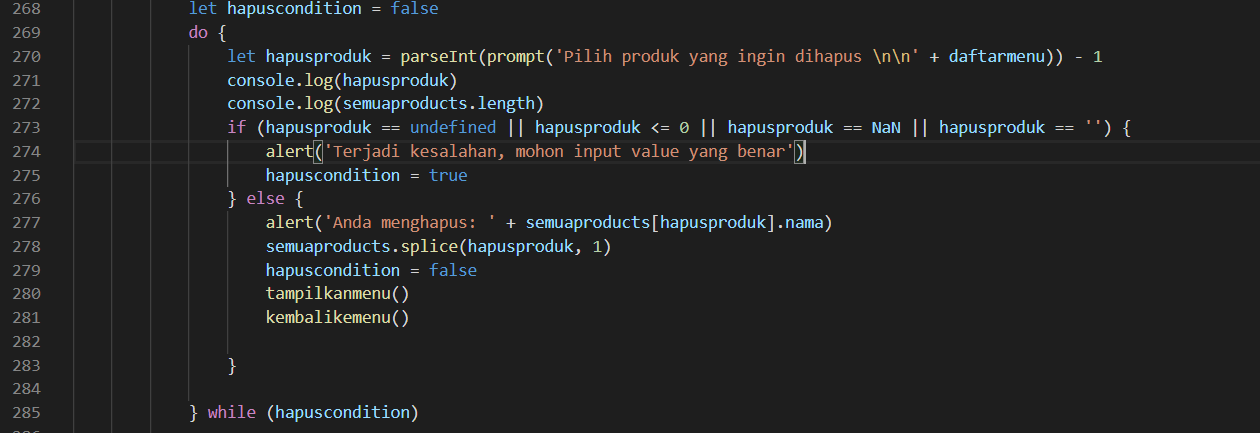 268 let hapuscondition = false
269 do {
270 let hapusproduk = parseInt(prompt('Pilih produk yang ingin dihapus \n\n' + daftarmenu)) - 1
271 console.log(hapusproduk)
272 console.log(semuaproducts.length)
273 if (hapusproduk == undefined || hapusproduk <= 0 || hapusproduk == NaN || hapusproduk == '') {
274 alert('Terjadi kesalahan, mohon input value yang benar')
275 hapuscondition = true
276 } else {
277 alert('Anda menghapus: ' + semuaproducts[hapusproduk].nama)
278 semuaproducts.splice(hapusproduk, 1)
279 hapuscondition = false
280 tampilkanmenu()
281 kembalikemenu()
282
283 }
284
285 } while (hapuscondition)